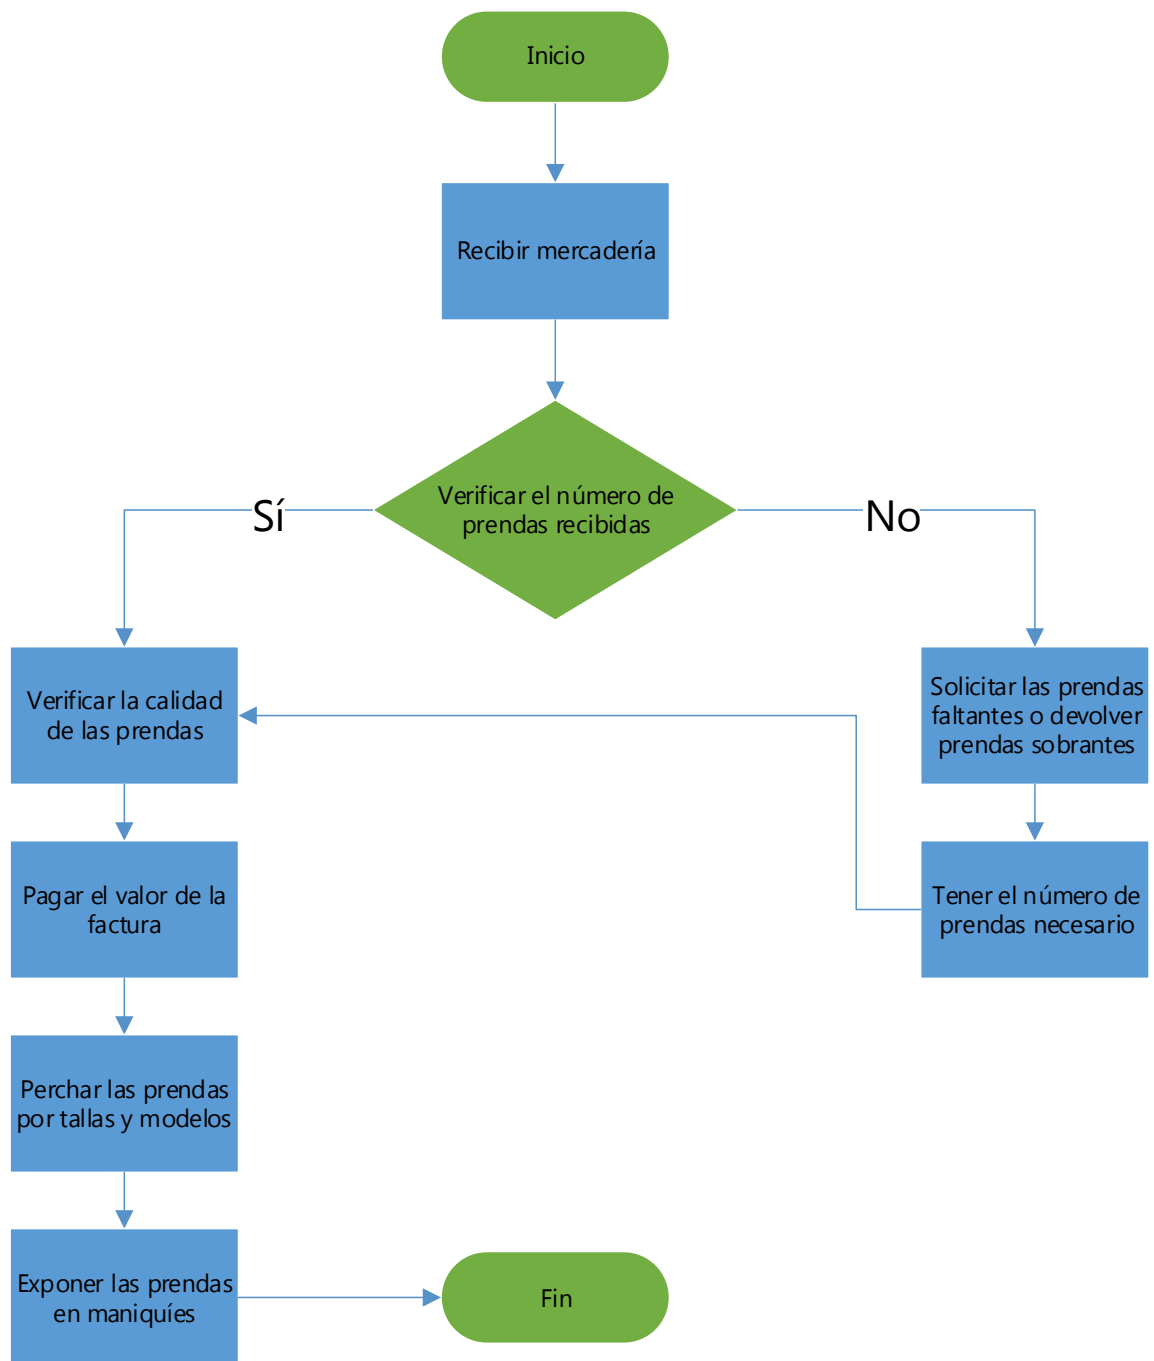 Inicio
Recibir mercadería
Verificar el número de
prendas recibidas
Sí
No
Verificar la calidad
de las prendas
Solicitar las prendas
faltantes o devolver
prendas sobrantes
Pagar el valor de la
factura
Tener el número de
prendas necesario
Perchar las prendas
por tallas y modelos
Exponer las prendas
en maniquíes
Fin